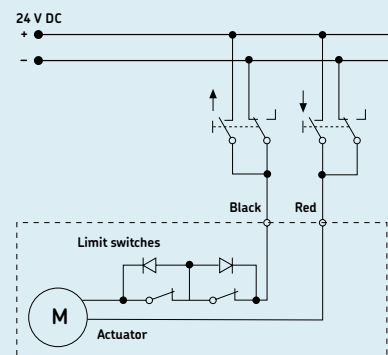 24 V DC
+
–
Black Red
Limit switches
M
Actuator